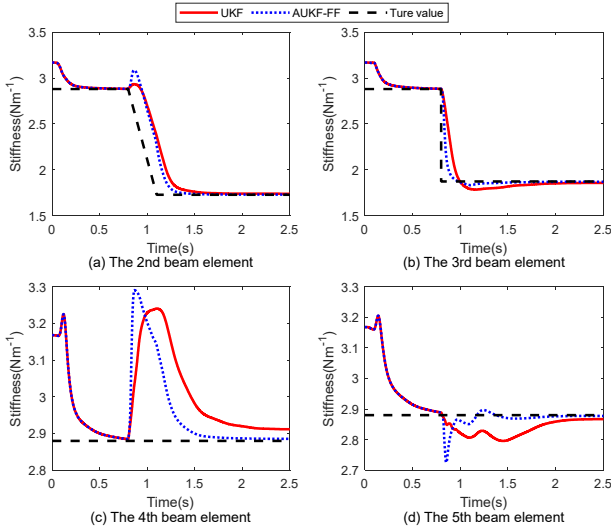 UKF AUKF-FF Ture value
3.5
3
2.5
2
1.5
Stiffness(Nm-1)
0 0.5 1 1.5 2 2.5
Time(s)
(a) The 2nd beam element
3.5
3
2.5
2
1.5
Stiffness(Nm-1)
0 0.5 1 1.5 2 2.5
Time(s)
(b) The 3rd beam element
3.3
3.2
3.1
3
2.9
2.8
Stiffness(Nm-1)
0 0.5 1 1.5 2 2.5
Time(s)
(c) The 4th beam element
3.3
3.2
3.1
3
2.9
2.8
2.7
Stiffness(Nm-1)
0 0.5 1 1.5 2 2.5
Time(s)
(d) The 5th beam element